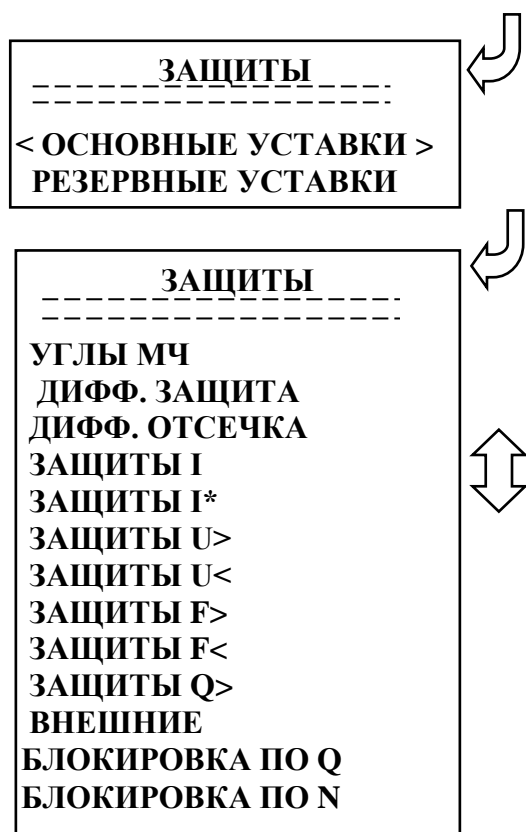 ЗАЩИТЫ
< ОСНОВНЫЕ УСТАВКИ >
РЕЗЕРВНЫЕ УСТАВКИ
ЗАЩИТЫ
УГЛЫ МЧ
ДИФФ. ЗАЩИТА
ДИФФ. ОТСЕЧКА
ЗАЩИТЫ I
ЗАЩИТЫ I*
ЗАЩИТЫ U>
ЗАЩИТЫ U<
ЗАЩИТЫ F>
ЗАЩИТЫ F<
ЗАЩИТЫ Q>
ВНЕШНИЕ
БЛОКИРОВКА ПО Q
БЛОКИРОВКА ПО N